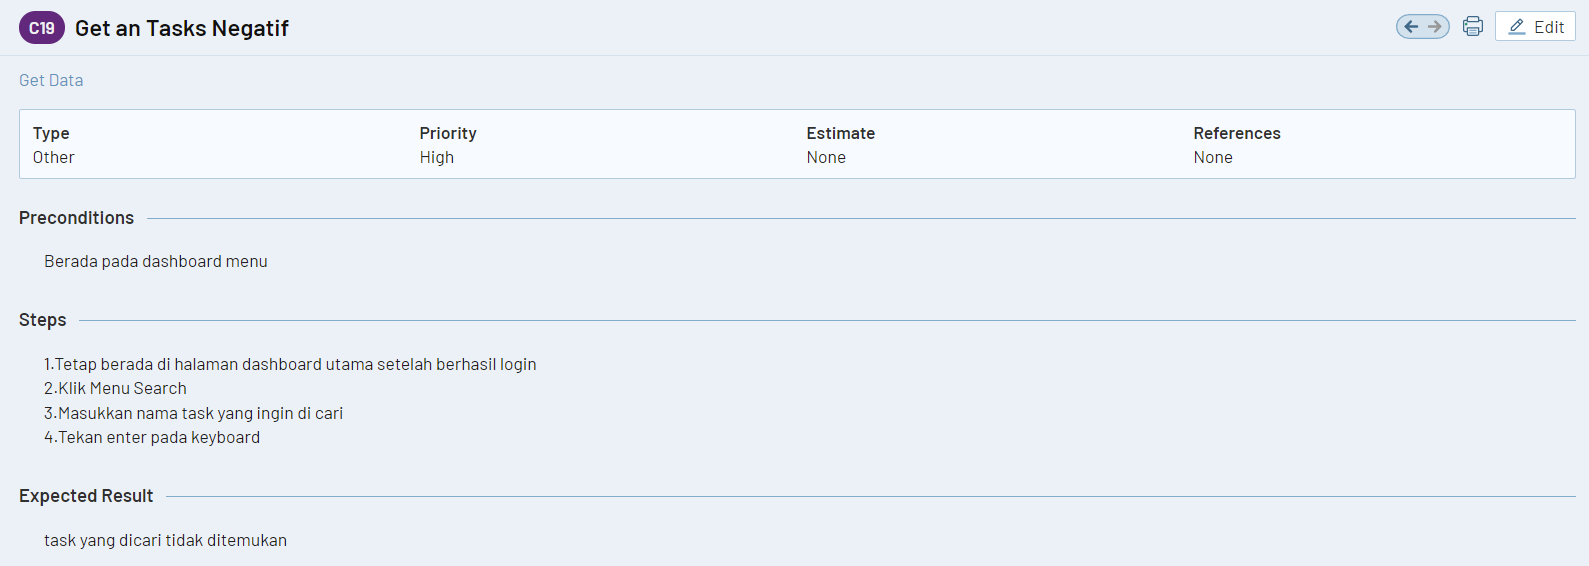 C19 Get an Tasks Negatif
Edit
Get Data
Type Priority Estimate References
Other High None None
Preconditions
Berada pada dashboard menu
Steps
1.Tetap berada di halaman dashboard utama setelah berhasil login
2.Klik Menu Search
3.Masukkan nama task yang ingin di cari
4.Tekan enter pada keyboard
Expected Result
task yang dicari tidak ditemukan